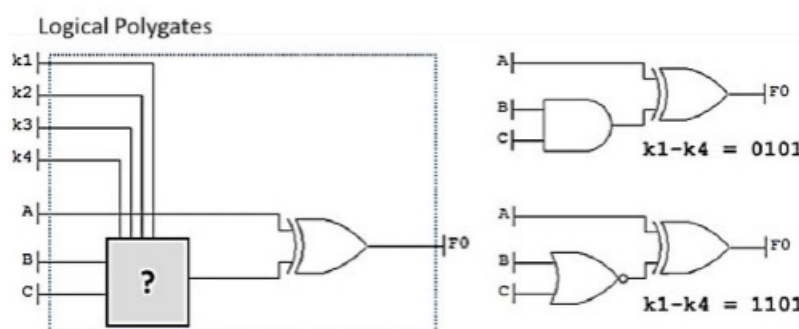 Logical Polygates
k1
k2
k3
k4
A
B
C
?
F0
A
B
C
F0
k1-k4 = 0101
A
B
C
F0
k1-k4 = 1101